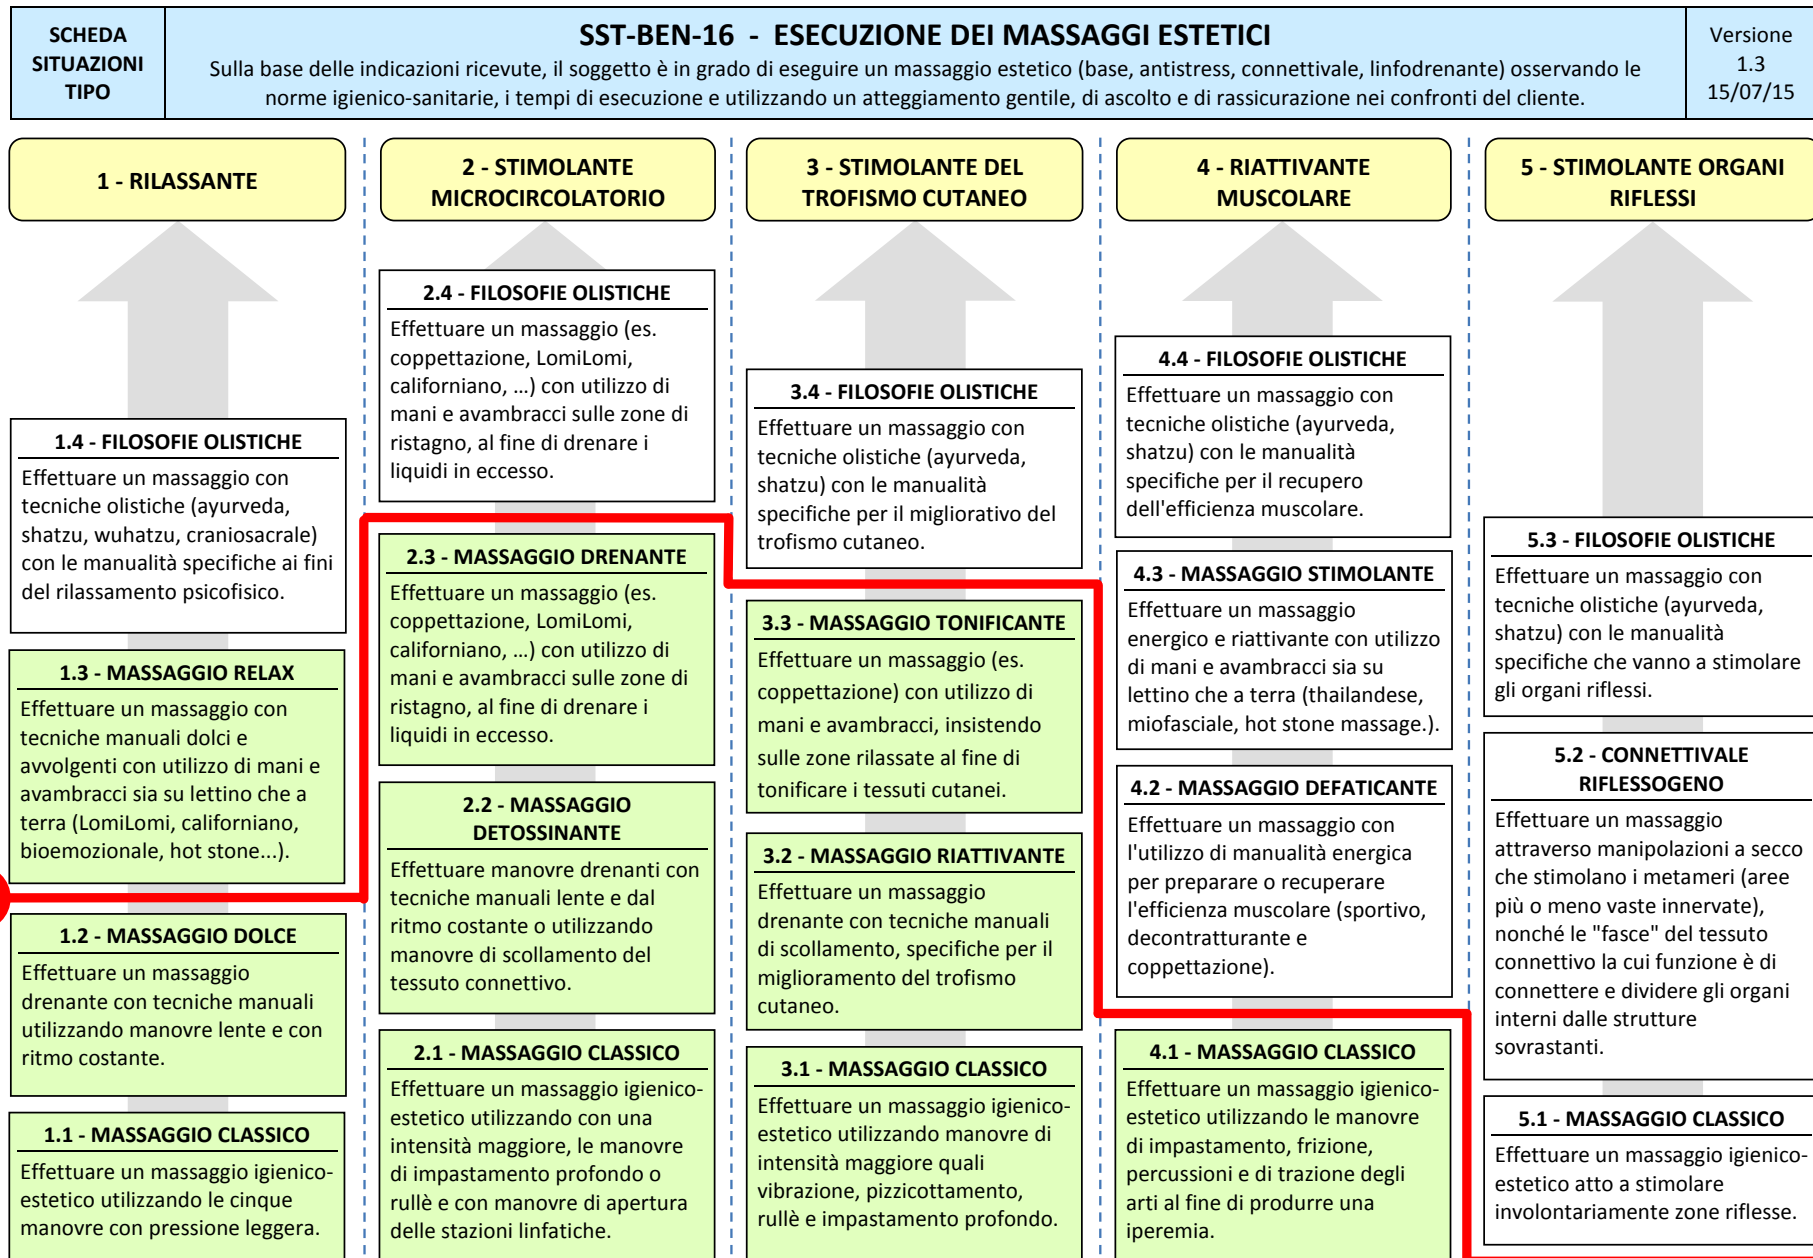 SCHEDA
SITUAZIONI
TIPO
SST-BEN-16 - ESECUZIONE DEI MASSAGGI ESTETICI
Sulla base delle indicazioni ricevute, il soggetto è in grado di eseguire un massaggio estetico (base, antistress, connettivale, linfodrenante) osservando le
norme igienico-sanitarie, i tempi di esecuzione e utilizzando un atteggiamento gentile, di ascolto e di rassicurazione nei confronti del cliente.
Versione
1.3
15/07/15
1 - RILASSANTE
1.4 - FILOSOFIE OLISTICHE
Effettuare un massaggio con
tecniche olistiche (ayurveda,
shatzu, wuhatzu, craniosacrale)
con le manualità specifiche ai fini
del rilassamento psicofisico.
1.3 - MASSAGGIO RELAX
Effettuare un massaggio con
tecniche manuali dolci e
avvolgenti con utilizzo di mani e
avambracci sia su lettino che a
terra (LomiLomi, californiano,
bioemozionale, hot stone...).
1.2 - MASSAGGIO DOLCE
Effettuare un massaggio
drenante con tecniche manuali
utilizzando manovre lente e con
ritmo costante.
1.1 - MASSAGGIO CLASSICO
Effettuare un massaggio igienico-
estetico utilizzando le cinque
manovre con pressione leggera.
2 - STIMOLANTE
MICROCIRCOLATORIO
2.4 - FILOSOFIE OLISTICHE
Effettuare un massaggio (es.
coppettazione, LomiLomi,
californiano, ...) con utilizzo di
mani e avambracci sulle zone di
ristagno, al fine di drenare i
liquidi in eccesso.
2.3 - MASSAGGIO DRENANTE
Effettuare un massaggio (es.
coppettazione, LomiLomi,
californiano, ...) con utilizzo di
mani e avambracci sulle zone di
ristagno, al fine di drenare i
liquidi in eccesso.
2.2 - MASSAGGIO
DETOSSINANTE
Effettuare manovre drenanti con
tecniche manuali lente e dal
ritmo costante o utilizzando
manovre di scollamento del
tessuto connettivo.
2.1 - MASSAGGIO CLASSICO
Effettuare un massaggio igienico-
estetico utilizzando con una
intensità maggiore, le manovre
di impastamento profondo o
rullè e con manovre di apertura
delle stazioni linfatiche.
3 - STIMOLANTE DEL
TROFISMO CUTANEO
3.4 - FILOSOFIE OLISTICHE
Effettuare un massaggio con
tecniche olistiche (ayurveda,
shatzu) con le manualità
specifiche per il migliorativo del
trofismo cutaneo.
3.3 - MASSAGGIO TONIFICANTE
Effettuare un massaggio (es.
coppettazione) con utilizzo di
mani e avambracci, insistendo
sulle zone rilassate al fine di
tonificare i tessuti cutanei.
3.2 - MASSAGGIO RIATTIVANTE
Effettuare un massaggio
drenante con tecniche manuali
di scollamento, specifiche per il
miglioramento del trofismo
cutaneo.
3.1 - MASSAGGIO CLASSICO
Effettuare un massaggio igienico-
estetico utilizzando manovre di
intensità maggiore quali
vibrazione, pizzicottamento,
rullè e impastamento profondo.
4 - RIATTIVANTE
MUSCOLARE
4.4 - FILOSOFIE OLISTICHE
Effettuare un massaggio con
tecniche olistiche (ayurveda,
shatzu) con le manualità
specifiche per il recupero
dell'efficienza muscolare.
4.3 - MASSAGGIO STIMOLANTE
Effettuare un massaggio
energico e riattivante con utilizzo
di mani e avambracci sia su
lettino che a terra (thailandese,
miofasciale, hot stone massage.).
4.2 - MASSAGGIO DEFATICANTE
Effettuare un massaggio con
l'utilizzo di manualità energica
per preparare o recuperare
l'efficienza muscolare (sportivo,
decontratturante e
coppettazione).
4.1 - MASSAGGIO CLASSICO
Effettuare un massaggio igienico-
estetico utilizzando le manovre
di impastamento, frizione,
percussioni e di trazione degli
arti al fine di produrre una
iperemia.
5 - STIMOLANTE ORGANI
RIFLESSI
5.3 - FILOSOFIE OLISTICHE
Effettuare un massaggio con
tecniche olistiche (ayurveda,
shatzu) con le manualità
specifiche che vanno a stimolare
gli organi riflessi.
5.2 - CONNETTIVALE
RIFLESSOGENO
Effettuare un massaggio
attraverso manipolazioni a secco
che stimolano i metameri (aree
più o meno vaste innervate),
nonché le "fasce" del tessuto
connettivo la cui funzione è di
connettere e dividere gli organi
interni dalle strutture
sovrastanti.
5.1 - MASSAGGIO CLASSICO
Effettuare un massaggio igienico-
estetico atto a stimolare
involontariamente zone riflesse.